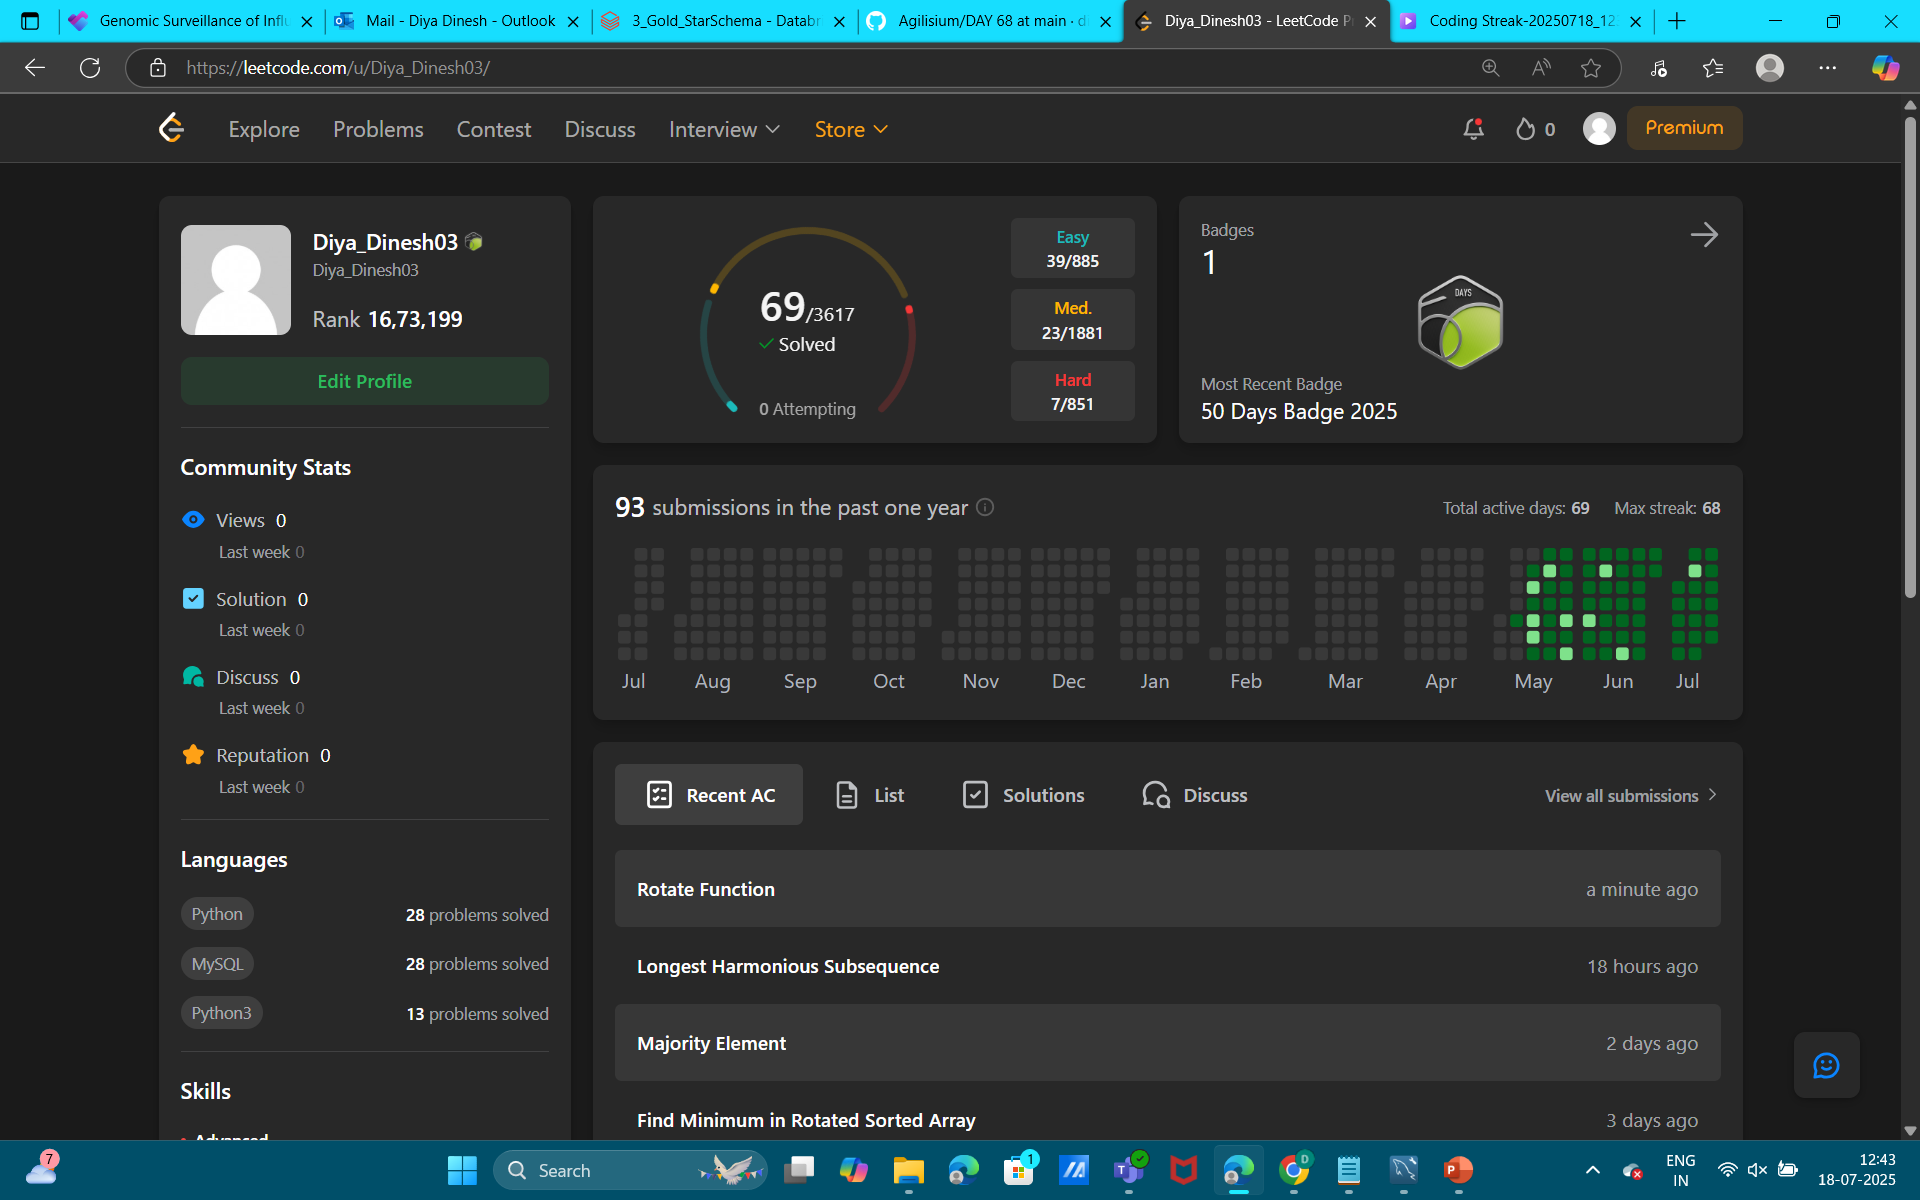 Genomic Surveillance of Influ
Mail - Diya Dinesh - Outlook
3_Gold_StarSchema - Databr
Agilisium/DAY 68 at main · d
Diya_Dinesh03 - LeetCode P
Coding Streak-20250718_12
https://leetcode.com/u/Diya_Dinesh03/
Explore
Problems
Contest
Discuss
Interview
Store
0
Premium
Diya_Dinesh03
Diya_Dinesh03
Rank 16,73,199
Edit Profile
Community Stats
Views 0
Last week 0
Solution 0
Last week 0
Discuss 0
Last week 0
Reputation 0
Last week 0
Languages
Python 28 problems solved
MySQL 28 problems solved
Python3 13 problems solved
Skills
Advanced
69/3617
Solved
0 Attempting
Easy
39/885
Med.
23/1881
Hard
7/851
Badges
1
DAYS
Most Recent Badge
50 Days Badge 2025
93 submissions in the past one year
Total active days: 69 Max streak: 68
Jul Aug Sep Oct Nov Dec Jan Feb Mar Apr May Jun Jul
Recent AC
List
Solutions
Discuss
View all submissions
Rotate Function a minute ago
Longest Harmonious Subsequence 18 hours ago
Majority Element 2 days ago
Find Minimum in Rotated Sorted Array 3 days ago
7
Search
1
ENG
IN
12:43
18-07-2025